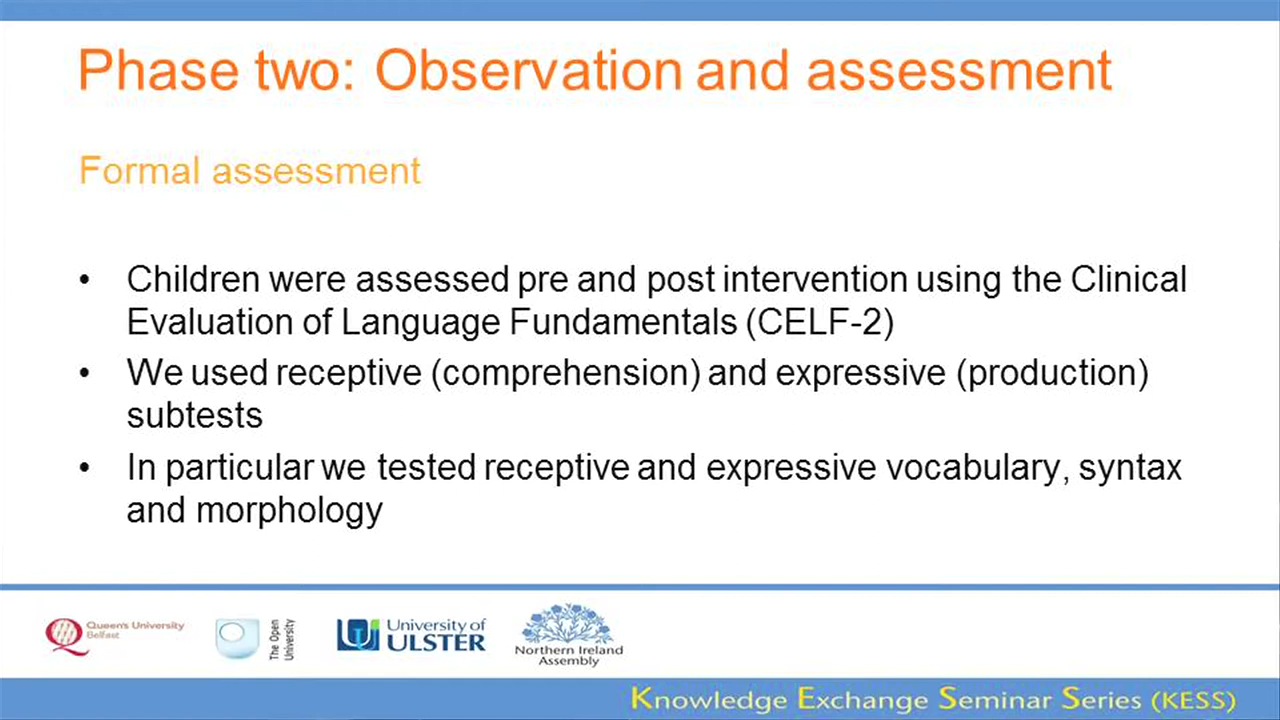 Phase two: Observation and assessment
Formal assessment
• Children were assessed pre and post intervention using the Clinical
Evaluation of Language Fundamentals (CELF-2)
• We used receptive (comprehension) and expressive (production)
subtests
• In particular we tested receptive and expressive vocabulary, syntax
and morphology
Queen's University
Belfast
The Open
University
University of
ULSTER
Northern Ireland
Assembly
Knowledge Exchange Seminar Series (KESS)